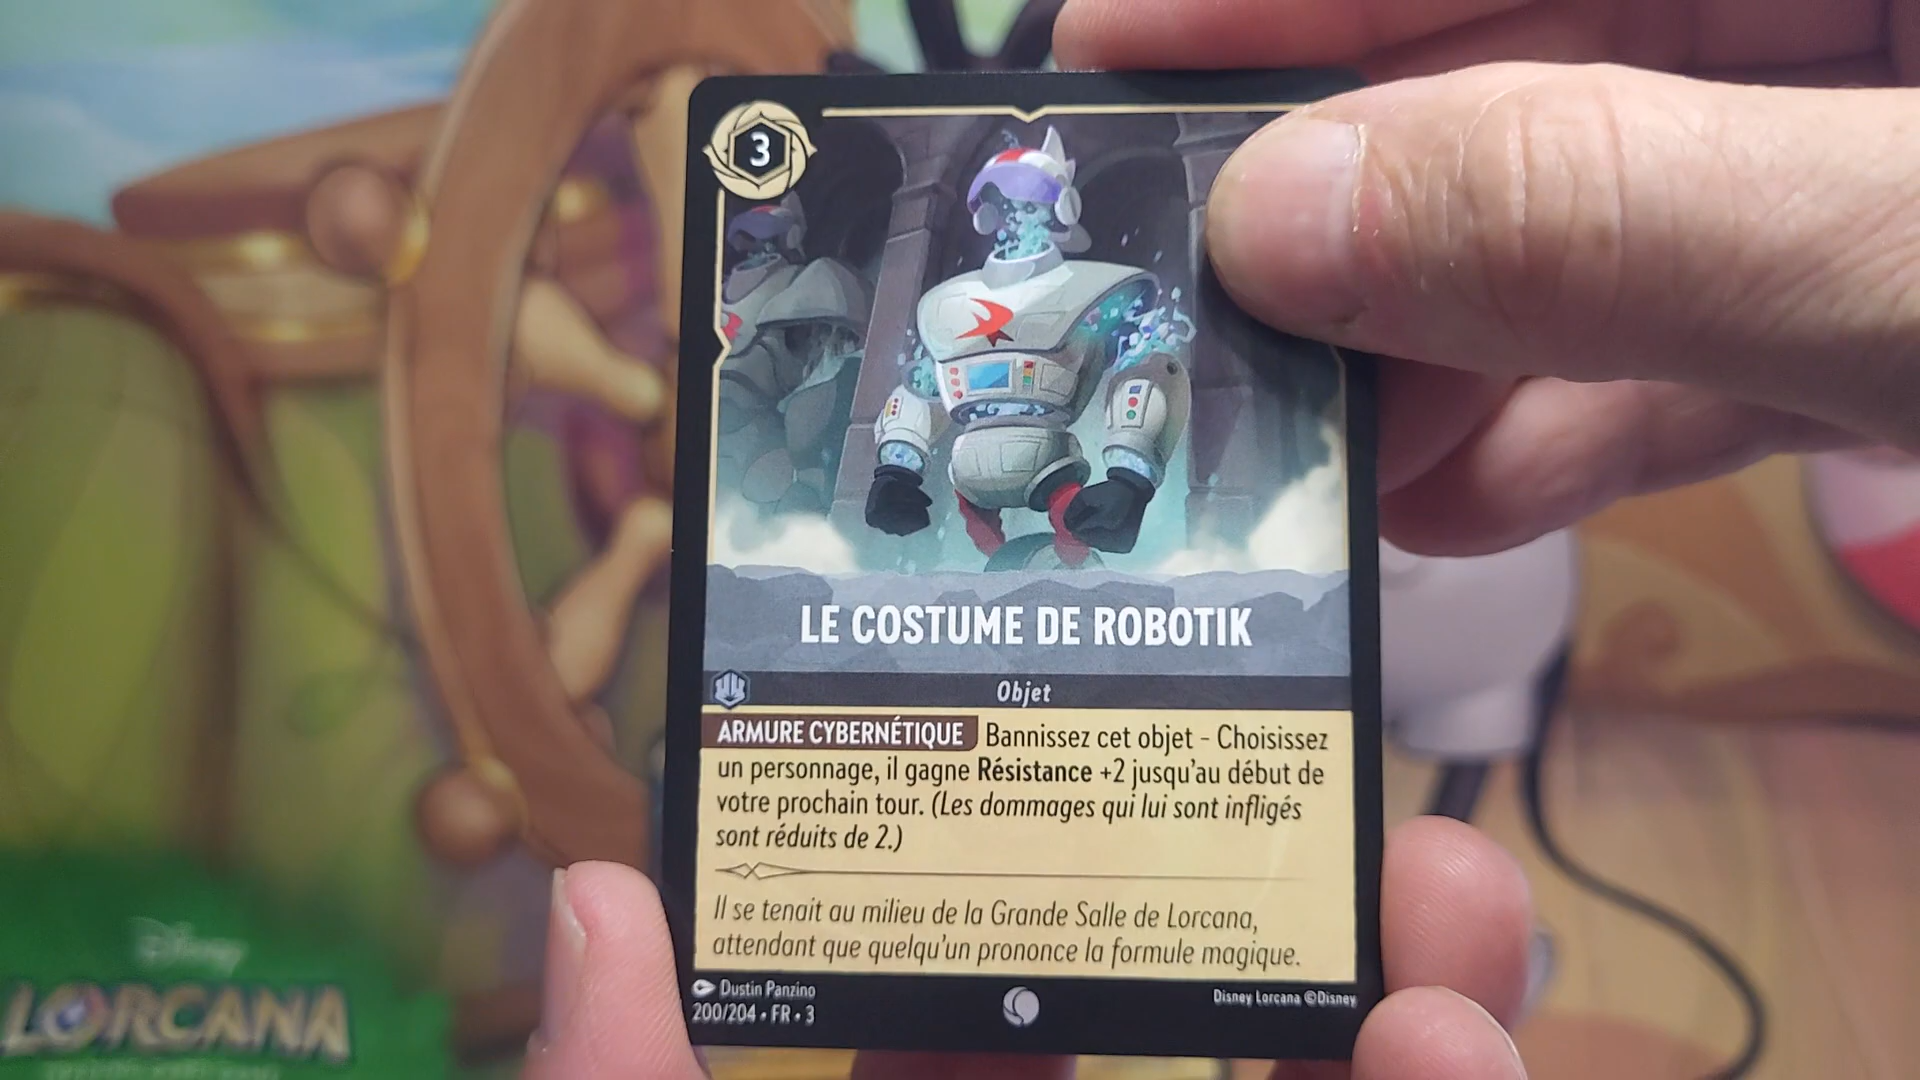 3
LE COSTUME DE ROBOTIK
Objet
ARMURE CYBERNÉTIQUE Bannissez cet objet - Choisissez
un personnage, il gagne Résistance +2 jusqu'au début de
votre prochain tour. (Les dommages qui lui sont infligés
sont réduits de 2.)
Il se tenait au milieu de la Grande Salle de Lorcana,
attendant que quelqu'un prononce la formule magique.
Dustin Panzino
200/204 • FR • 3
Disney Lorcana ©Disney
Disney
LORCANA